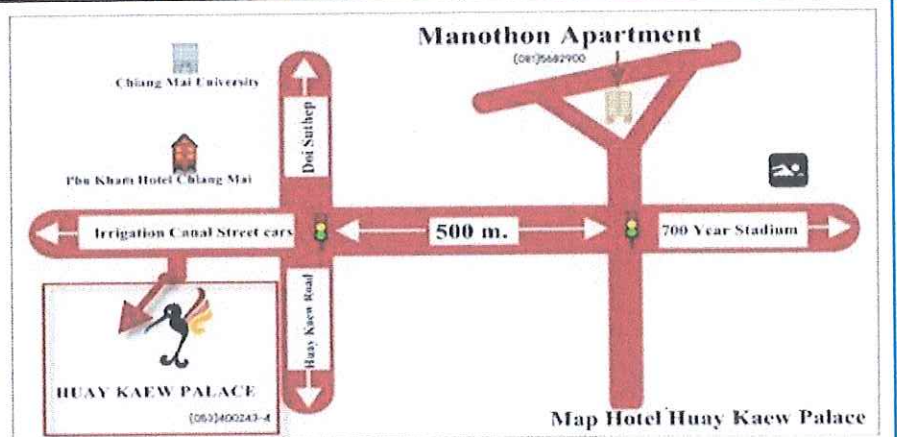 Manothon Apartment
(081)5682900
Chiang Mai University
Doi Suthep
Phu Kham Hotel Chiang Mai
Irrigation Canal Street cars
500 m.
700 Year Stadium
Huay Kaew Road
HUAY KAEW PALACE
(053)400243-4
Map Hotel Huay Kaew Palace